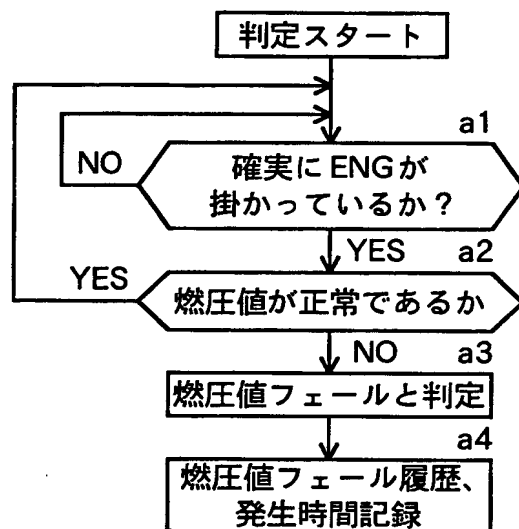 判定スタート
a1
確実にENGが
掛かっているか？
NO
YES
a2
燃圧値が正常であるか
YES
NO
a3
燃圧値フェールと判定
a4
燃圧値フェール履歴、
発生時間記録